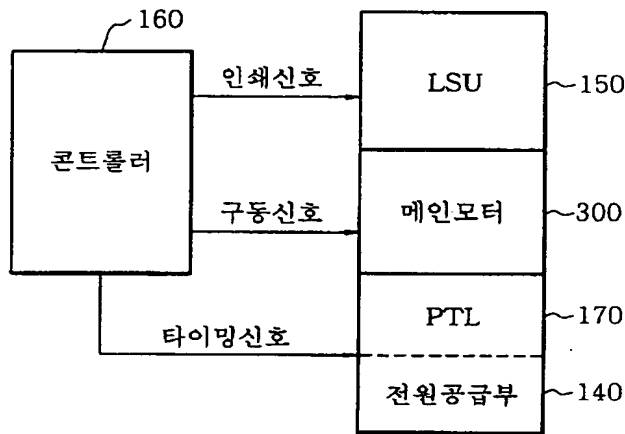 160
콘트롤러
인쇄신호
LSU
150
구동신호
메인모터
300
타이밍신호
PTL
170
전원공급부
140